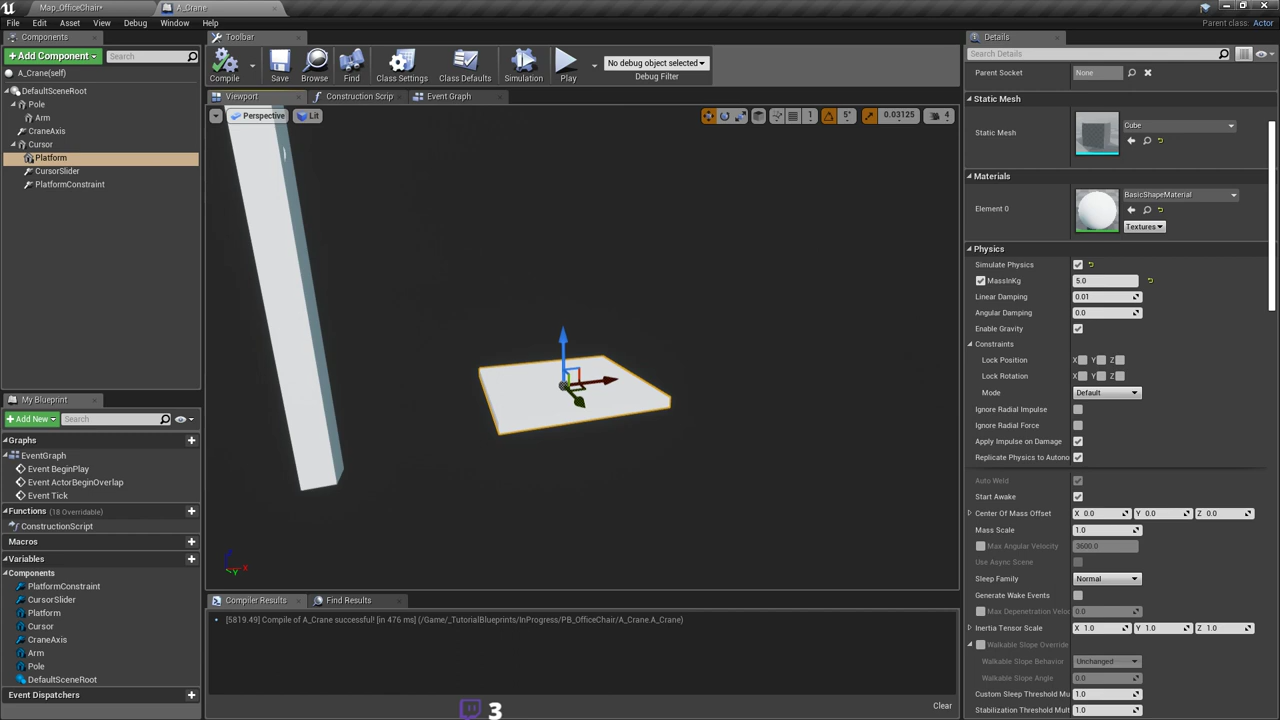 Map_OfficeChair*
A_Crane
File Edit Asset View Debug Window Help
Parent class: Actor
Components
Toolbar
Details
Add Component
Search
Compile
Save
Browse
Find
Class Settings
Class Defaults
Simulation
Play
No debug object selected
Debug Filter
Search Details
A_Crane(self)
DefaultSceneRoot
Pole
Arm
CraneAxis
Cursor
Platform
CursorSlider
PlatformConstraint
Viewport
Construction Scrip
Event Graph
Perspective
Lit
1
5°
0.03125
4
Parent Socket None
Static Mesh
Static Mesh
Cube
Materials
Element 0
BasicShapeMaterial
Textures
Physics
Simulate Physics
MassInKg 5.0
Linear Damping 0.01
Angular Damping 0.0
Enable Gravity
Constraints
Lock Position X Y Z
Lock Rotation X Y Z
Mode Default
Ignore Radial Impulse
Ignore Radial Force
Apply Impulse on Damage
Replicate Physics to Autono
Auto Weld
Start Awake
Center Of Mass Offset X 0.0 Y 0.0 Z 0.0
Mass Scale 1.0
Max Angular Velocity 3600.0
Use Async Scene
Sleep Family Normal
Generate Wake Events
Max Depenetration Veloc 0.0
Inertia Tensor Scale X 1.0 Y 1.0 Z 1.0
Walkable Slope Override
Walkable Slope Behavior Unchanged
Walkable Slope Angle 0.0
Custom Sleep Threshold Mu 1.0
Stabilization Threshold Mult 1.0
My Blueprint
Add New
Search
Graphs
EventGraph
Event BeginPlay
Event ActorBeginOverlap
Event Tick
Functions (18 Overridable)
ConstructionScript
Macros
Variables
Components
PlatformConstraint
CursorSlider
Platform
Cursor
CraneAxis
Arm
Pole
DefaultSceneRoot
Event Dispatchers
Z
Y
X
Compiler Results
Find Results
[5819.49] Compile of A_Crane successful! [in 476 ms] (/Game/_TutorialBlueprints/InProgress/PB_OfficeChair/A_Crane.A_Crane)
Clear
3